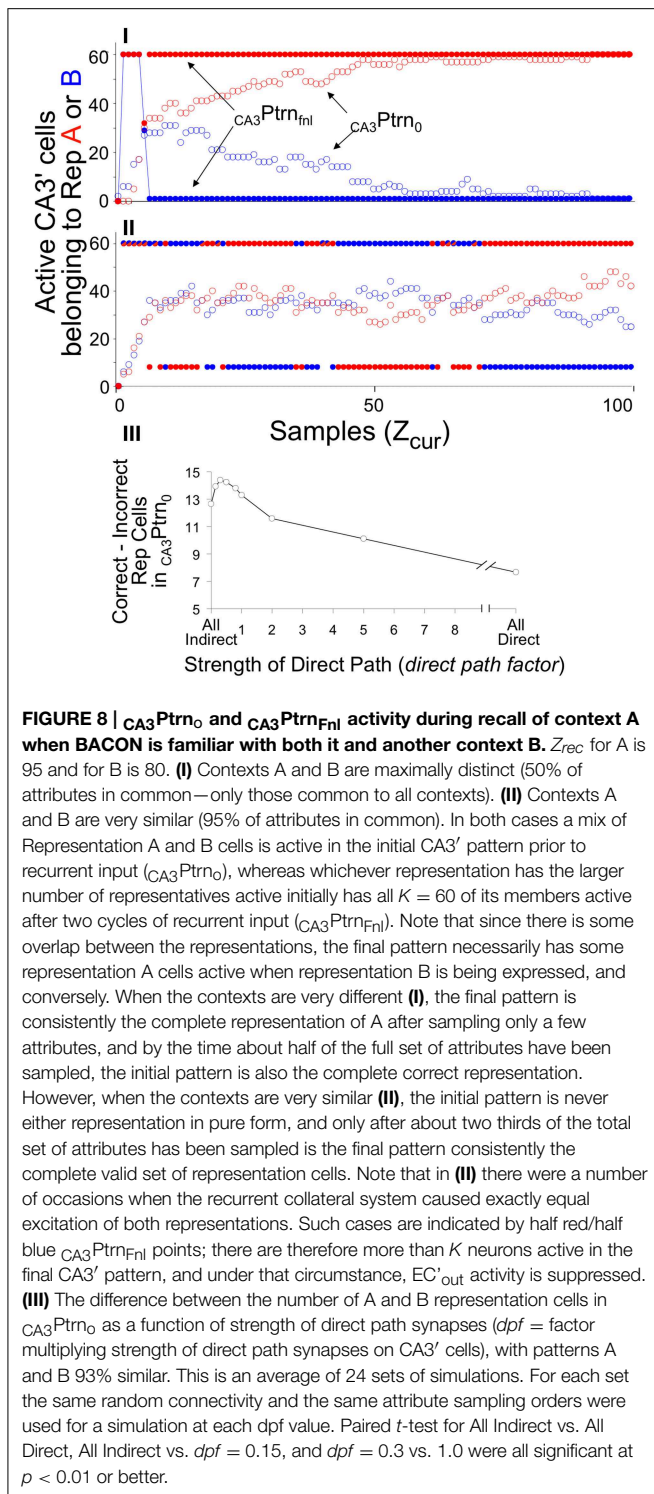 I
60
40
20
0
CA3Ptrn_fnl
CA3Ptrn_0
Active CA3' cells
belonging to Rep A or B
II
60
40
20
0
0
50
100
Samples (Z_cur)
III
15
13
11
9
7
5
Correct - Incorrect
Rep Cells
in CA3Ptrn_0
All
Indirect
1 2 3 4 5 6 7 8
All
Direct
Strength of Direct Path (direct path factor)
FIGURE 8 | CA3Ptrn_o and CA3Ptrn_Fnl activity during recall of context A
when BACON is familiar with both it and another context B. Z_rec for A is
95 and for B is 80. (I) Contexts A and B are maximally distinct (50% of
attributes in common—only those common to all contexts). (II) Contexts A
and B are very similar (95% of attributes in common). In both cases a mix of
Representation A and B cells is active in the initial CA3′ pattern prior to
recurrent input (CA3Ptrn_o), whereas whichever representation has the larger
number of representatives active initially has all K = 60 of its members active
after two cycles of recurrent input (CA3Ptrn_Fnl). Note that since there is some
overlap between the representations, the final pattern necessarily has some
representation A cells active when representation B is being expressed, and
conversely. When the contexts are very different (I), the final pattern is
consistently the complete representation of A after sampling only a few
attributes, and by the time about half of the full set of attributes have been
sampled, the initial pattern is also the complete correct representation.
However, when the contexts are very similar (II), the initial pattern is never
either representation in pure form, and only after about two thirds of the total
set of attributes has been sampled is the final pattern consistently the
complete valid set of representation cells. Note that in (II) there were a number
of occasions when the recurrent collateral system caused exactly equal
excitation of both representations. Such cases are indicated by half red/half
blue CA3Ptrn_Fnl points; there are therefore more than K neurons active in the
final CA3′ pattern, and under that circumstance, EC'_out activity is suppressed.
(III) The difference between the number of A and B representation cells in
CA3Ptrn_o as a function of strength of direct path synapses (dpf = factor
multiplying strength of direct path synapses on CA3′ cells), with patterns A
and B 93% similar. This is an average of 24 sets of simulations. For each set
the same random connectivity and the same attribute sampling orders were
used for a simulation at each dpf value. Paired t-test for All Indirect vs. All
Direct, All Indirect vs. dpf = 0.15, and dpf = 0.3 vs. 1.0 were all significant at
p < 0.01 or better.